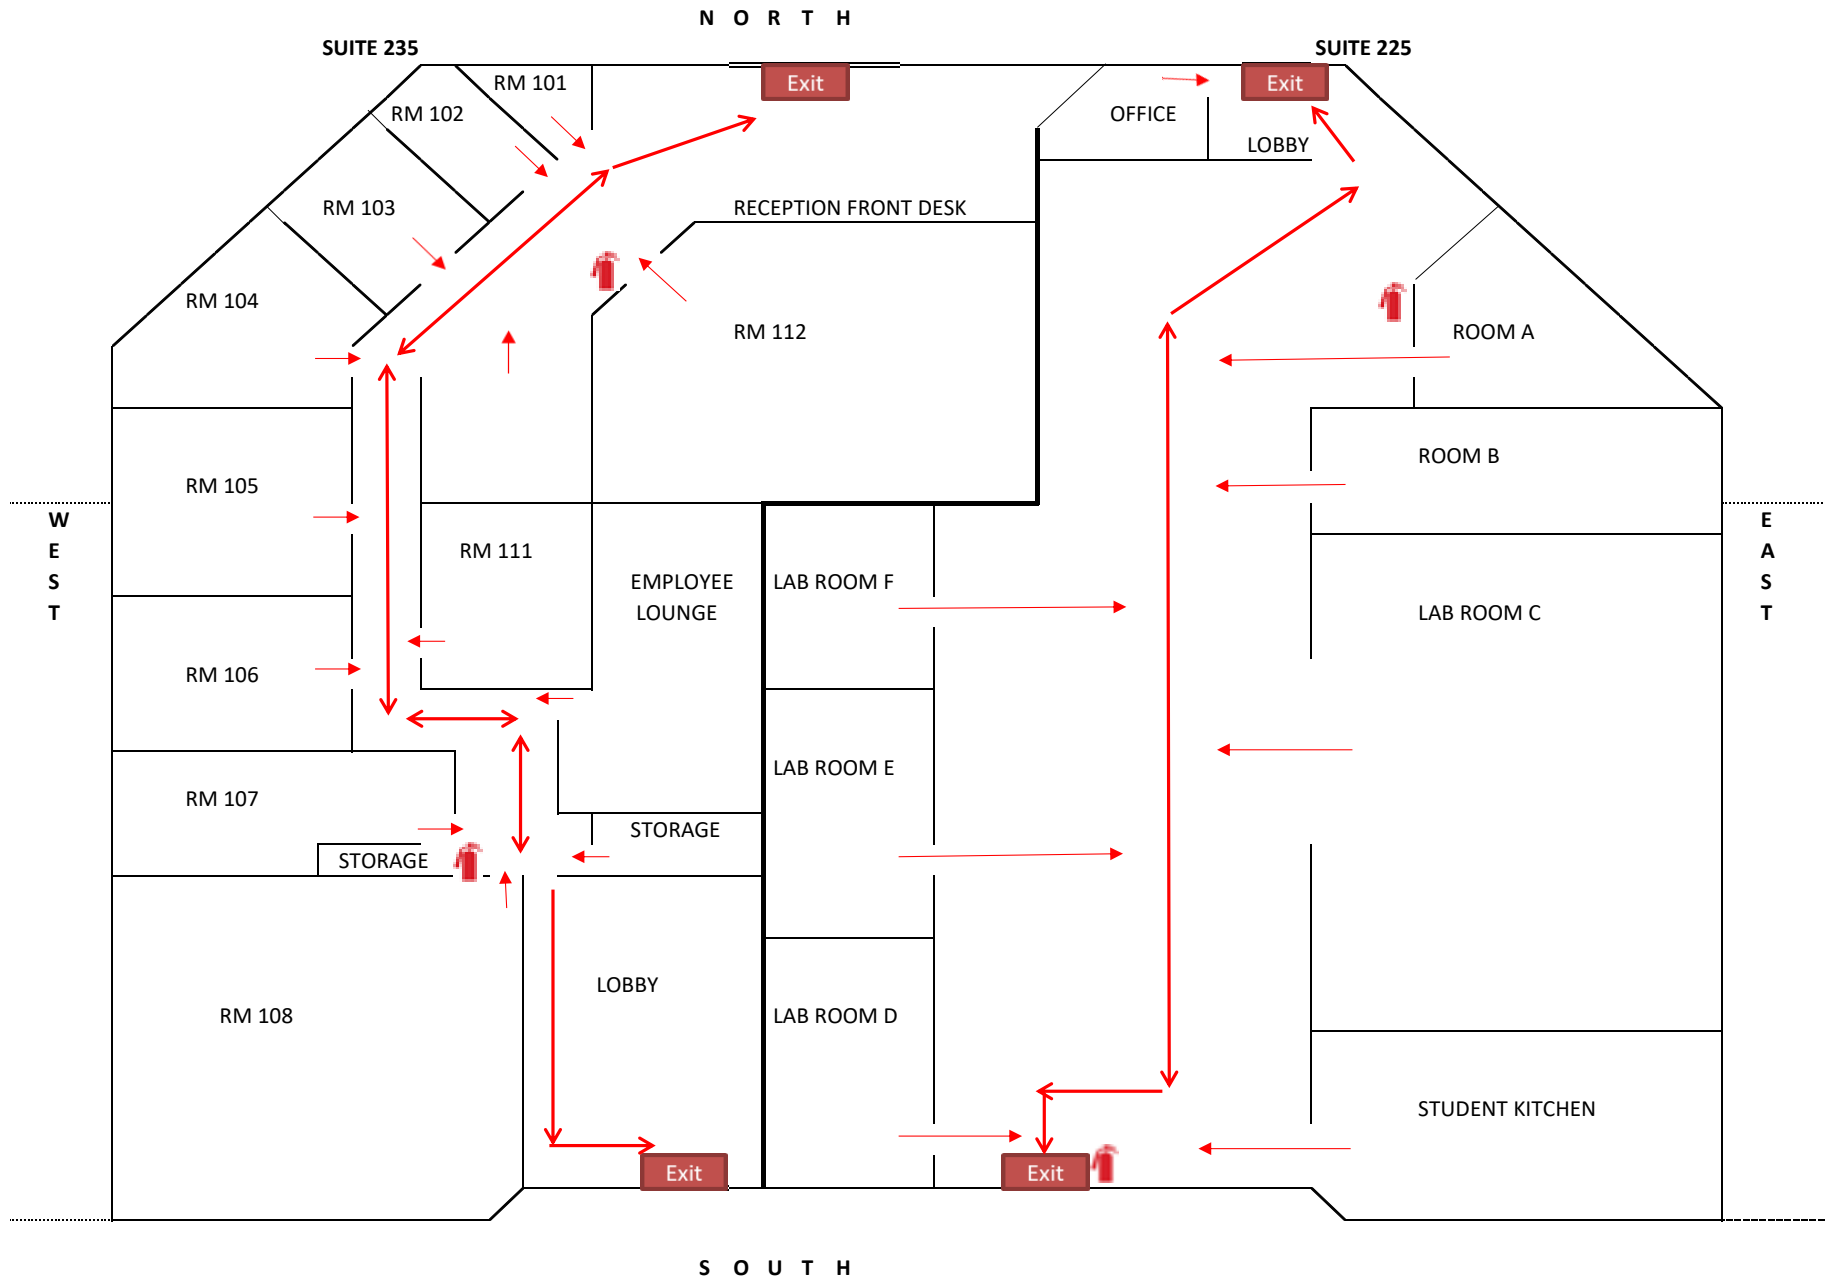 N O R T H
SUITE 235
SUITE 225
RM 101
Exit
Exit
RM 102
OFFICE
LOBBY
RM 103
RECEPTION FRONT DESK
RM 104
RM 112
ROOM A
ROOM B
RM 105
W
E
S
T
E
A
S
T
RM 111
EMPLOYEE
LOUNGE
LAB ROOM F
LAB ROOM C
RM 106
LAB ROOM E
RM 107
STORAGE
STORAGE
LOBBY
RM 108
LAB ROOM D
STUDENT KITCHEN
Exit
Exit
S O U T H